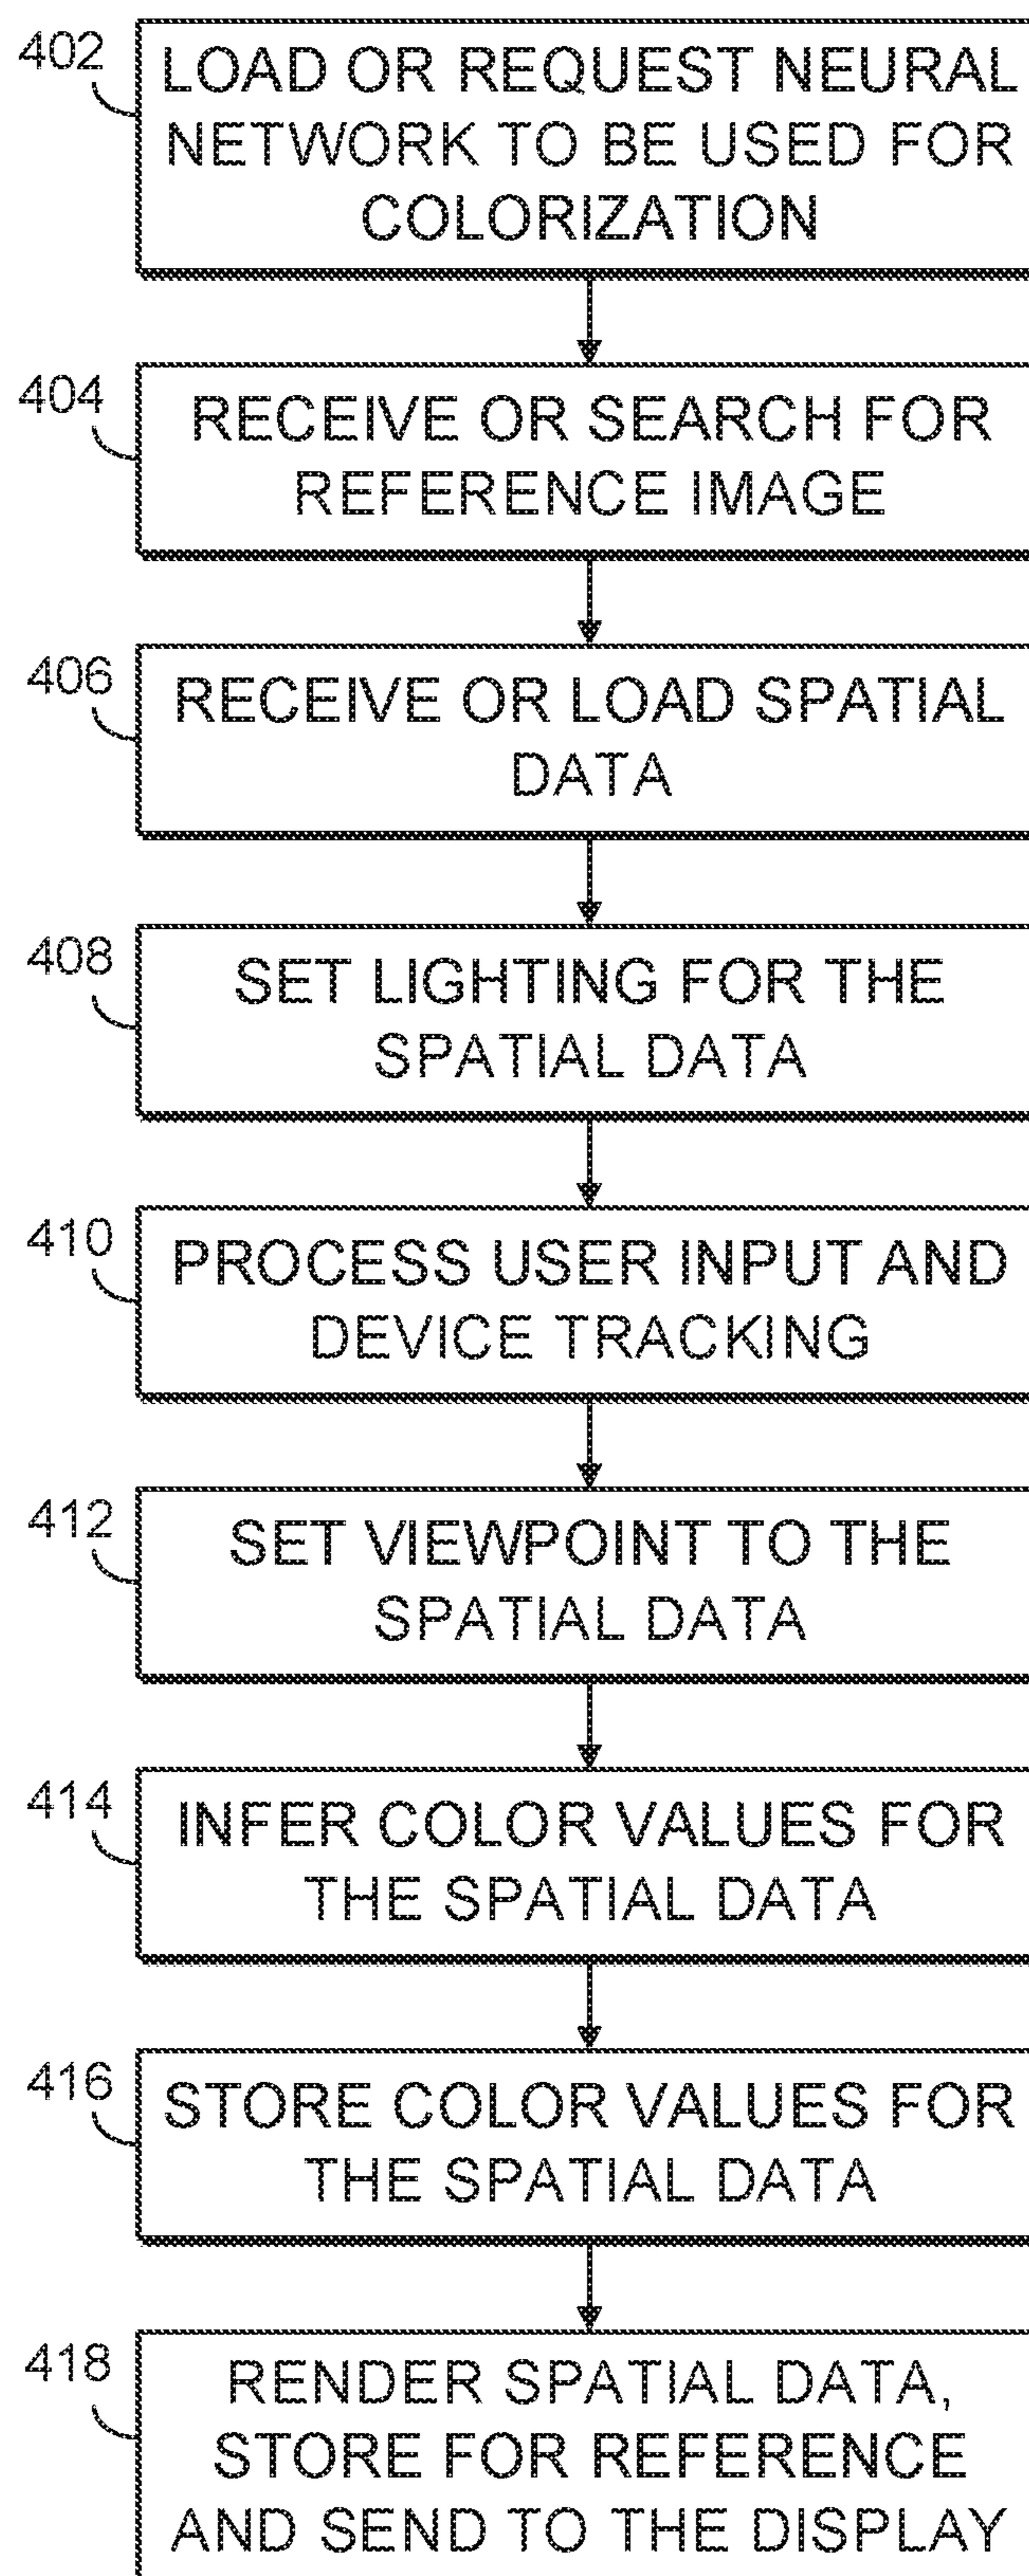 402
LOAD OR REQUEST NEURAL
NETWORK TO BE USED FOR
COLORIZATION
404
RECEIVE OR SEARCH FOR
REFERENCE IMAGE
406
RECEIVE OR LOAD SPATIAL
DATA
408
SET LIGHTING FOR THE
SPATIAL DATA
410
PROCESS USER INPUT AND
DEVICE TRACKING
412
SET VIEWPOINT TO THE
SPATIAL DATA
414
INFER COLOR VALUES FOR
THE SPATIAL DATA
416
STORE COLOR VALUES FOR
THE SPATIAL DATA
418
RENDER SPATIAL DATA,
STORE FOR REFERENCE
AND SEND TO THE DISPLAY